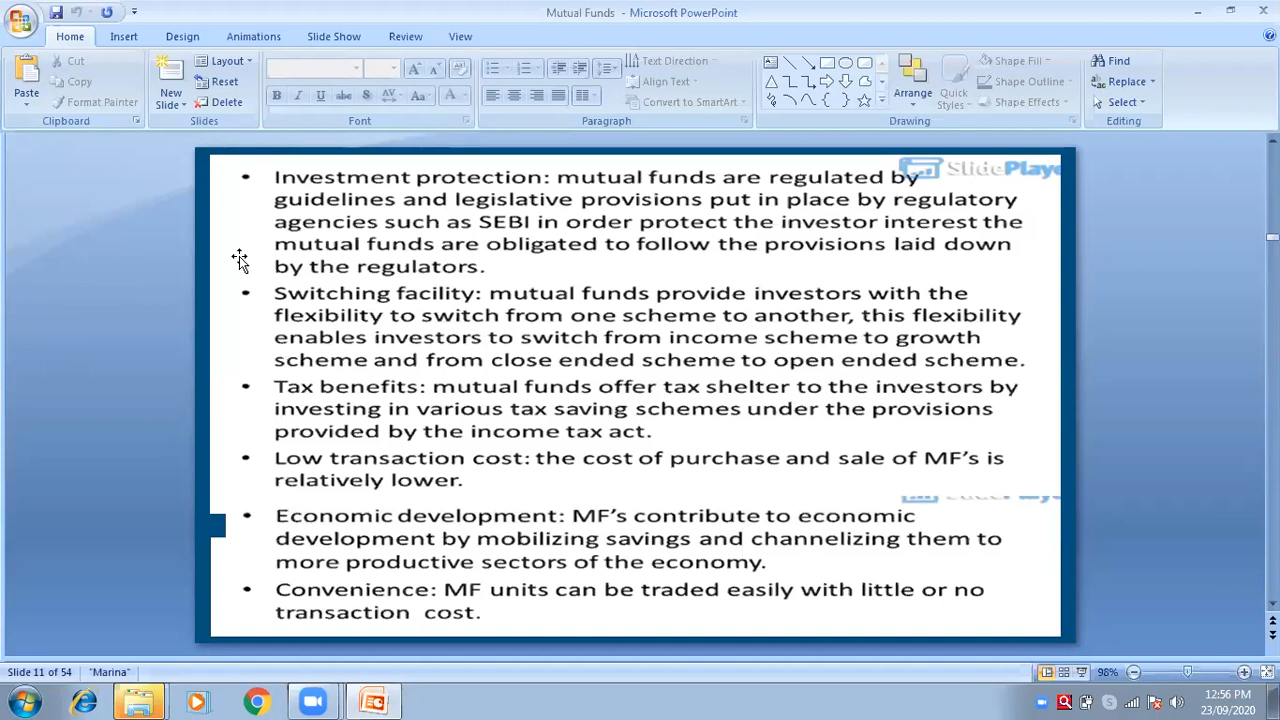 Mutual Funds - Microsoft PowerPoint
Home Insert Design Animations Slide Show Review View
Cut Layout Text Direction Shape Fill Find
Copy Reset Align Text Shape Outline Replace
Paste New Slide Arrange Quick Styles
Format Painter Delete B I U abc S AV Aa A Convert to SmartArt Shape Effects Select
Clipboard Slides Font Paragraph Drawing Editing
SlidePlaye
• Investment protection: mutual funds are regulated by
guidelines and legislative provisions put in place by regulatory
agencies such as SEBI in order protect the investor interest the
mutual funds are obligated to follow the provisions laid down
by the regulators.
• Switching facility: mutual funds provide investors with the
flexibility to switch from one scheme to another, this flexibility
enables investors to switch from income scheme to growth
scheme and from close ended scheme to open ended scheme.
• Tax benefits: mutual funds offer tax shelter to the investors by
investing in various tax saving schemes under the provisions
provided by the income tax act.
• Low transaction cost: the cost of purchase and sale of MF's is
relatively lower.
• Economic development: MF's contribute to economic
development by mobilizing savings and channelizing them to
more productive sectors of the economy.
• Convenience: MF units can be traded easily with little or no
transaction cost.
Slide 11 of 54 "Marina" 98%
12:56 PM
23/09/2020